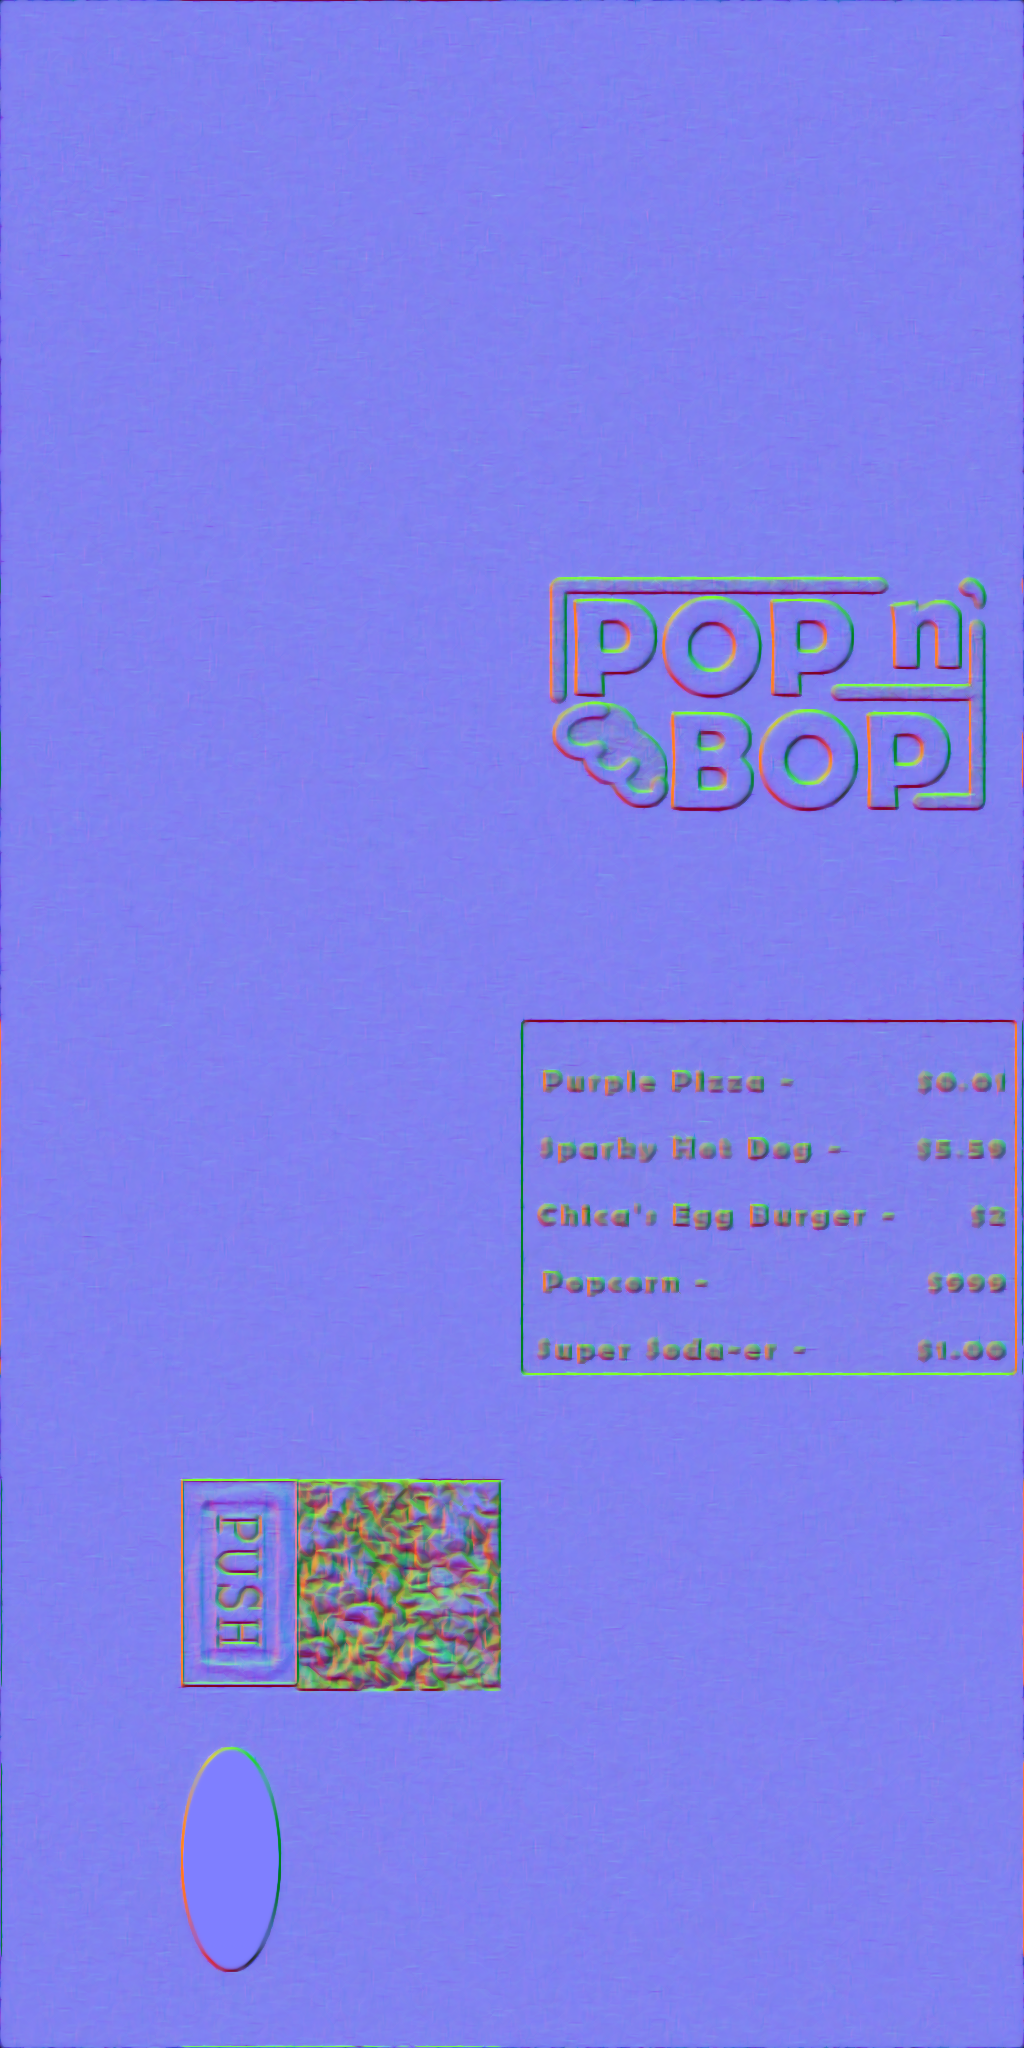 POP n'
BOP
Purple Pizza - $0.01
Sparky Hot Dog - $5.59
Chica's Egg Burger - $2
Popcorn - $999
Super Soda-er - $1.00
PUSH